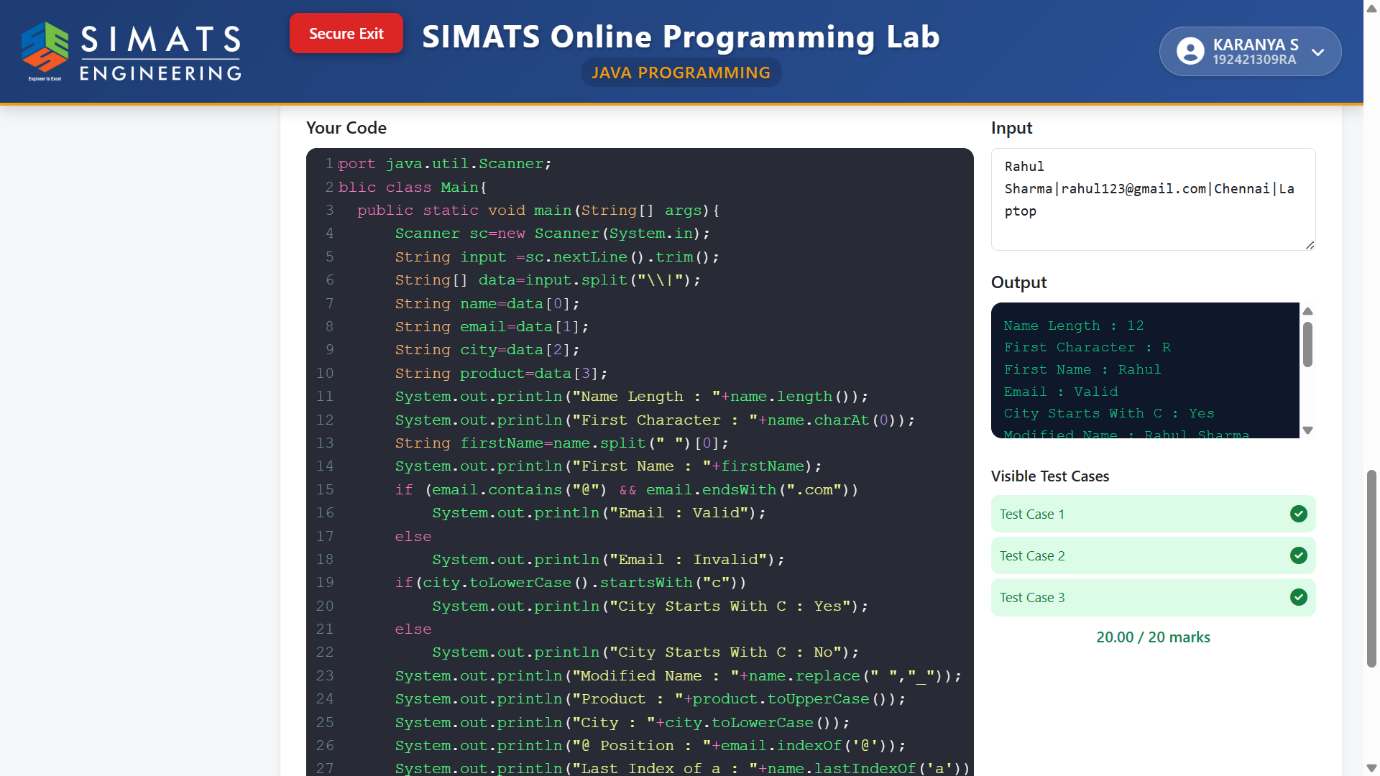 SIMATS
ENGINEERING
Engineer to Excel
Secure Exit
SIMATS Online Programming Lab
JAVA PROGRAMMING
KARANYA S
192421309RA
Your Code
1 port java.util.Scanner;
2 blic class Main{
3 public static void main(String[] args){
4 Scanner sc=new Scanner(System.in);
5 String input =sc.nextLine().trim();
6 String[] data=input.split("\\|");
7 String name=data[0];
8 String email=data[1];
9 String city=data[2];
10 String product=data[3];
11 System.out.println("Name Length : "+name.length());
12 System.out.println("First Character : "+name.charAt(0));
13 String firstName=name.split(" ")[0];
14 System.out.println("First Name : "+firstName);
15 if (email.contains("@") && email.endsWith(".com"))
16 System.out.println("Email : Valid");
17 else
18 System.out.println("Email : Invalid");
19 if(city.toLowerCase().startsWith("c"))
20 System.out.println("City Starts With C : Yes");
21 else
22 System.out.println("City Starts With C : No");
23 System.out.println("Modified Name : "+name.replace(" ","_"));
24 System.out.println("Product : "+product.toUpperCase());
25 System.out.println("City : "+city.toLowerCase());
26 System.out.println("@ Position : "+email.indexOf('@'));
27 System.out.println("Last Index of a : "+name.lastIndexOf('a'))
Input
Rahul
Sharma|rahul123@gmail.com|Chennai|La
ptop
Output
Name Length : 12
First Character : R
First Name : Rahul
Email : Valid
City Starts With C : Yes
Modified Name : Rahul Sharma
Visible Test Cases
Test Case 1
Test Case 2
Test Case 3
20.00 / 20 marks